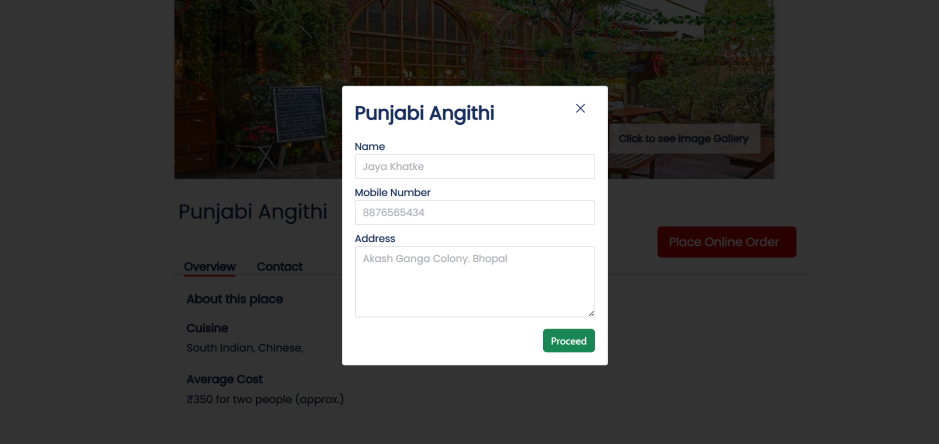 Click to see Image Gallery
Punjabi Angithi
Place Online Order
Overview
Contact
About this place
Cuisine
South Indian, Chinese,
Average Cost
₹350 for two people (approx.)
Punjabi Angithi
Name
Jaya Khatke
Mobile Number
8876565434
Address
Akash Ganga Colony. Bhopal
Proceed